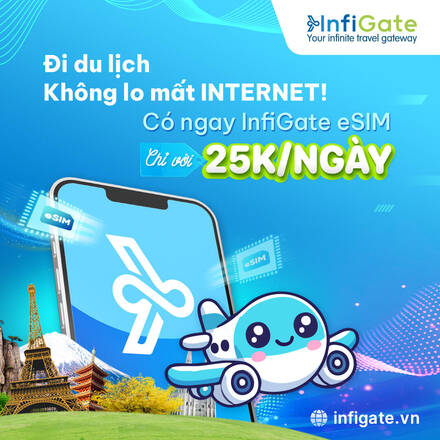 InfiGate
Your infinite travel gateway
Đi du lịch
Không lo mất INTERNET!
Có ngay InfiGate eSIM
Chỉ với
25K/NGÀY
eSIM
eSIM
infigate.vn